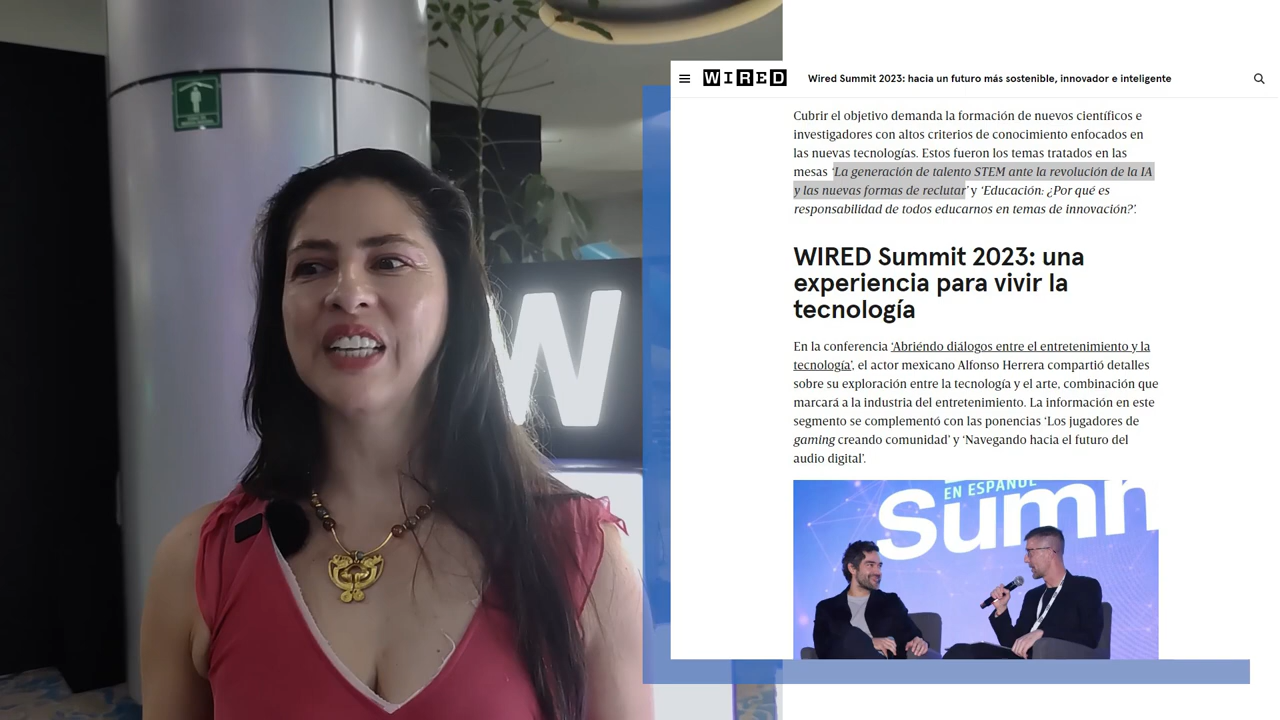 W
WIRED
Wired Summit 2023: hacia un futuro más sostenible, innovador e inteligente
Cubrir el objetivo demanda la formación de nuevos científicos e
investigadores con altos criterios de conocimiento enfocados en
las nuevas tecnologías. Estos fueron los temas tratados en las
mesas ‘La generación de talento STEM ante la revolución de la IA
y las nuevas formas de reclutar’ y ‘Educación: ¿Por qué es
responsabilidad de todos educarnos en temas de innovación?’.
WIRED Summit 2023: una
experiencia para vivir la
tecnología
En la conferencia ‘Abriéndo diálogos entre el entretenimiento y la
tecnología’, el actor mexicano Alfonso Herrera compartió detalles
sobre su exploración entre la tecnología y el arte, combinación que
marcará a la industria del entretenimiento. La información en este
segmento se complementó con las ponencias ‘Los jugadores de
gaming creando comunidad’ y ‘Navegando hacia el futuro del
audio digital’.
EN ESPAÑOL
Summ